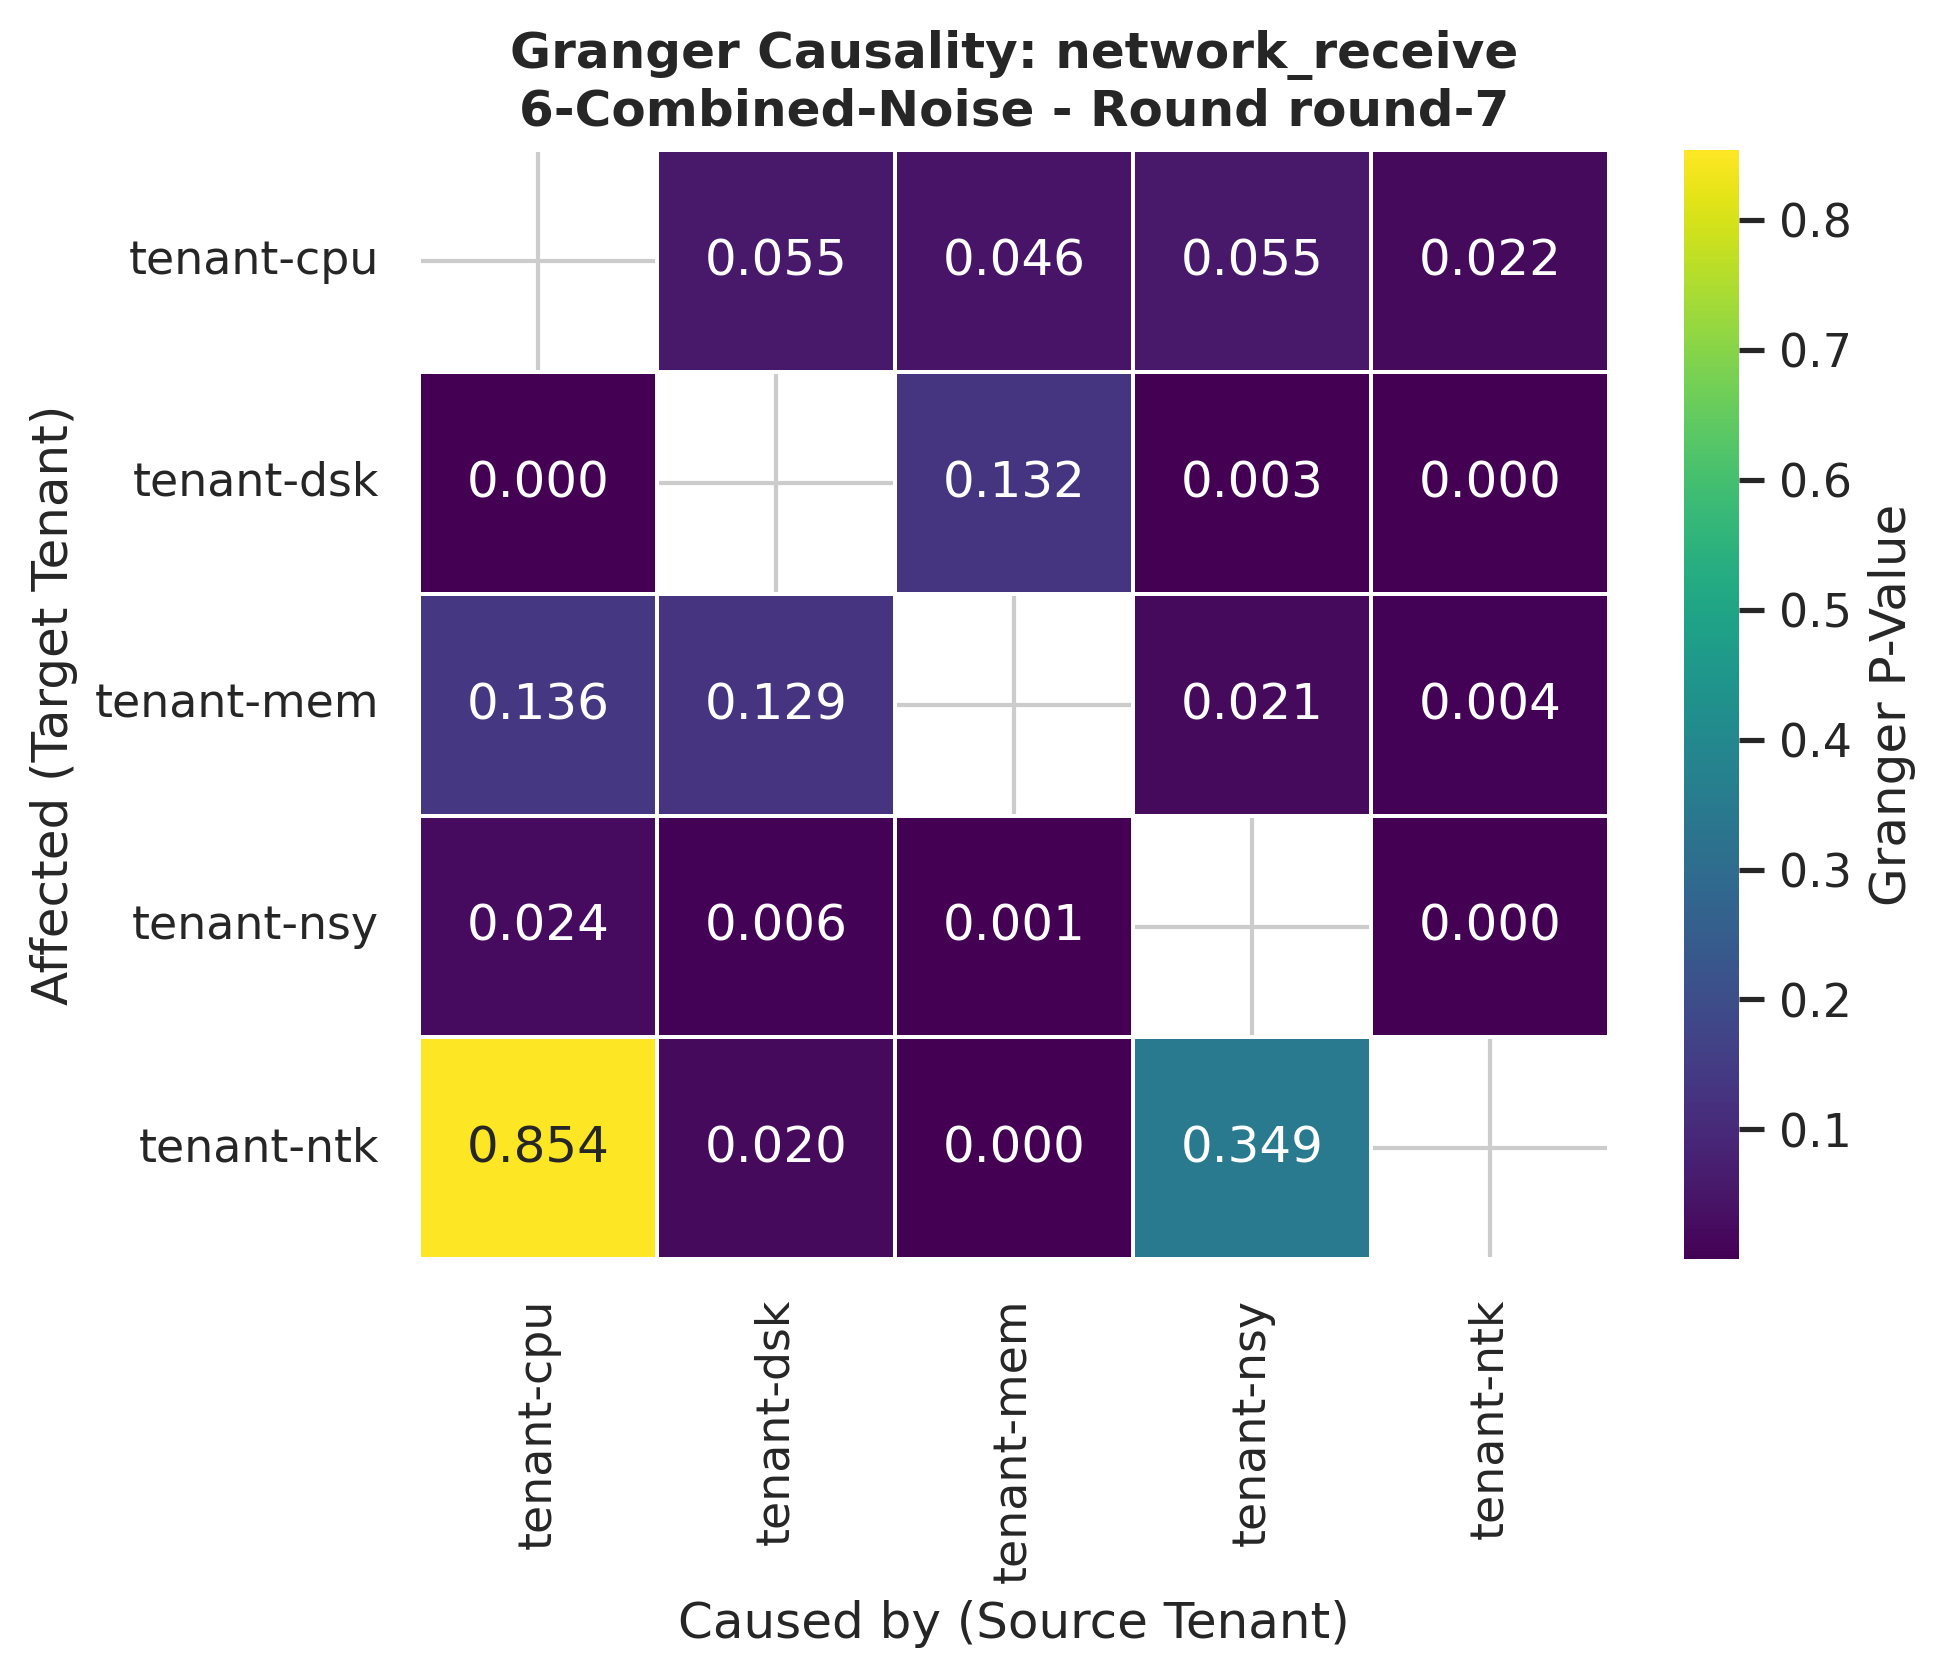 Granger Causality: network_receive
6-Combined-Noise - Round round-7
Affected (Target Tenant)
tenant-cpu 0.055 0.046 0.055 0.022
tenant-dsk 0.000 0.132 0.003 0.000
tenant-mem 0.136 0.129 0.021 0.004
tenant-nsy 0.024 0.006 0.001 0.000
tenant-ntk 0.854 0.020 0.000 0.349
tenant-cpu
tenant-dsk
tenant-mem
tenant-nsy
tenant-ntk
Caused by (Source Tenant)
0.8
0.7
0.6
0.5
0.4
0.3
0.2
0.1
Granger P-Value